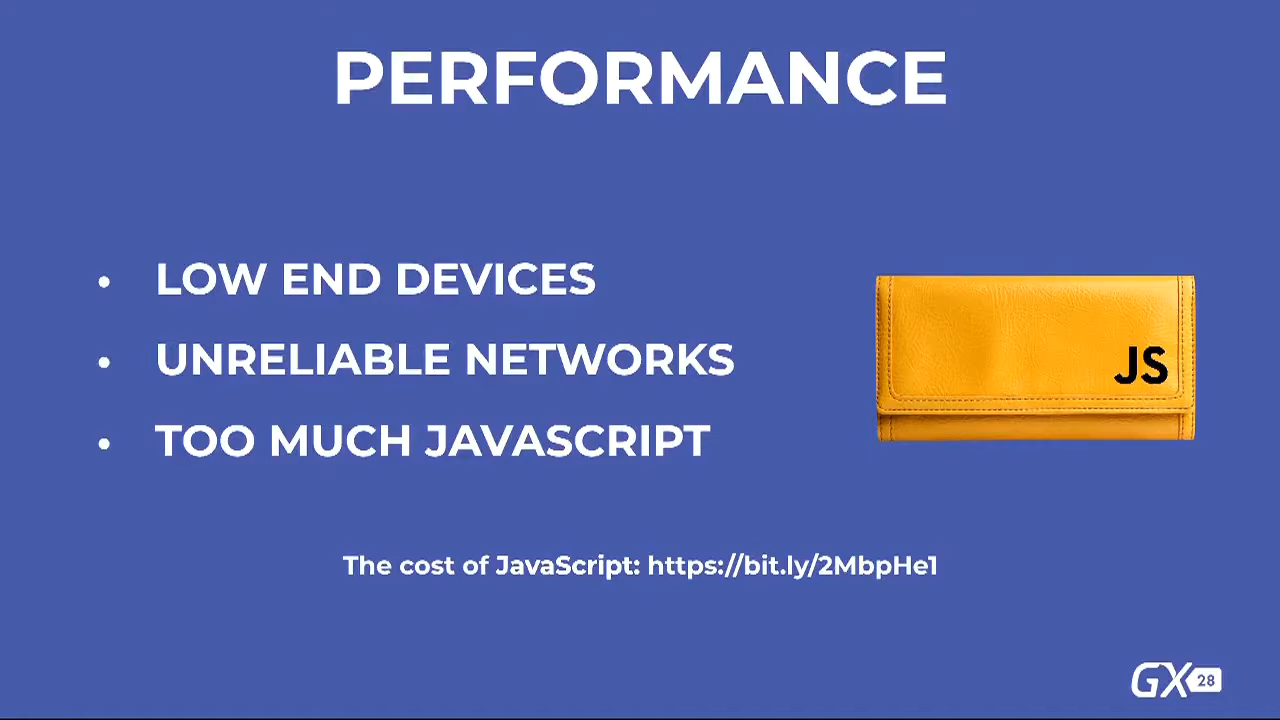 PERFORMANCE
• LOW END DEVICES
• UNRELIABLE NETWORKS
• TOO MUCH JAVASCRIPT
JS
The cost of JavaScript: https://bit.ly/2MbpHe1
GX 28